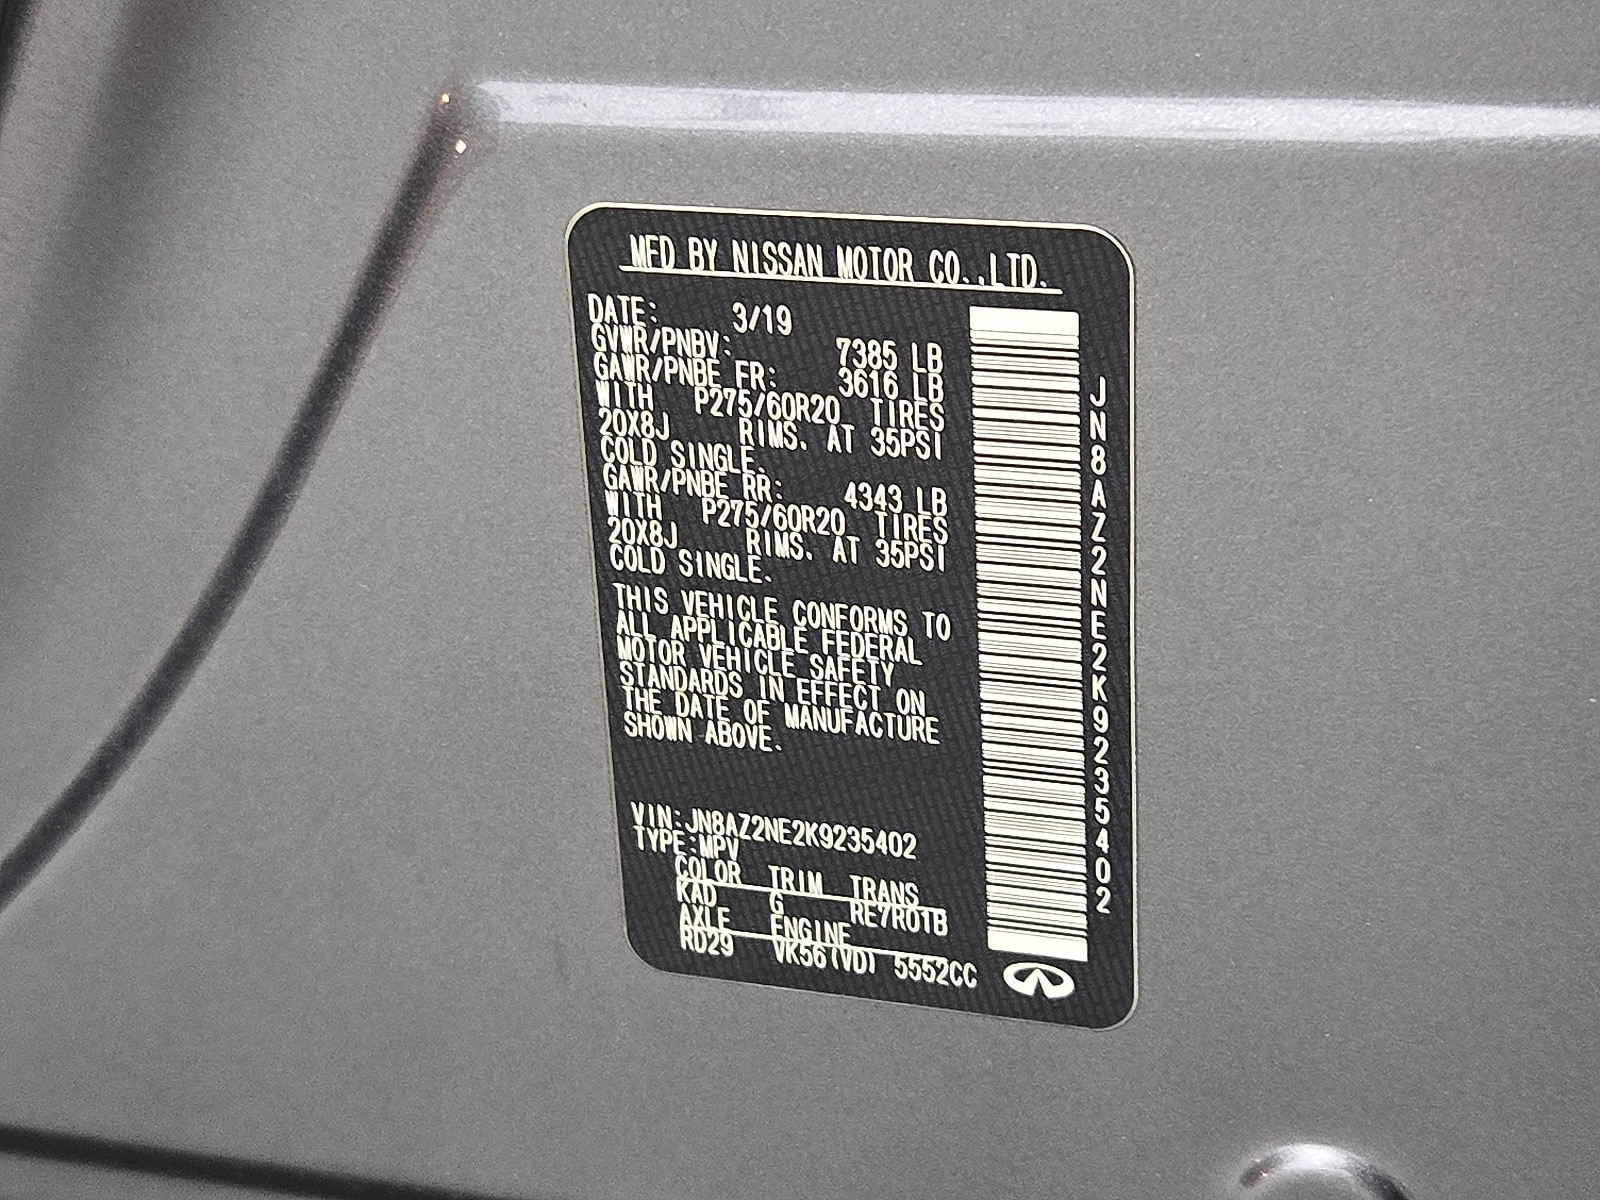 MFD BY NISSAN MOTOR CO.,LTD.
DATE: 3/19
GVWR/PNBV: 7385 LB
GAWR/PNBE FR: 3616 LB
WITH P275/60R20 TIRES
20X8J RIMS. AT 35PSI
COLD SINGLE.
GAWR/PNBE RR: 4343 LB
WITH P275/60R20 TIRES
20X8J RIMS. AT 35PSI
COLD SINGLE.
THIS VEHICLE CONFORMS TO
ALL APPLICABLE FEDERAL
MOTOR VEHICLE SAFETY
STANDARDS IN EFFECT ON
THE DATE OF MANUFACTURE
SHOWN ABOVE.
VIN:JN8AZ2NE2K9235402
TYPE:MPV
COLOR TRIM TRANS
KAD G RE7R01B
AXLE ENGINE
RD29 VK56(VD) 5552CC
JN8AZ2NE2K9235402